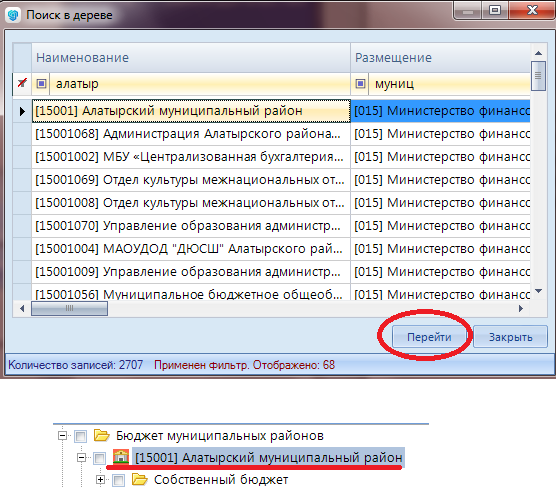 Поиск в дереве
Наименование Размещение
алатыр муниц
[15001] Алатырский муниципальный район [015] Министерство финансо
[15001068] Администрация Алатырского района... [015] Министерство финансо
[15001002] МБУ «Централизованная бухгалтерия... [015] Министерство финансо
[15001069] Отдел культуры межнациональных от... [015] Министерство финансо
[15001008] Отдел культуры межнациональных от... [015] Министерство финансо
[15001070] Управление образования администр... [015] Министерство финансо
[15001004] МАОУДОД "ДЮСШ" Алатырского рай... [015] Министерство финансо
[15001009] Управление образования администр... [015] Министерство финансо
[15001056] Муниципальное бюджетное общеоб... [015] Министерство финансо
Перейти Закрыть
Количество записей: 2707 Применен фильтр. Отображено: 68
Бюджет муниципальных районов
[15001] Алатырский муниципальный район
Собственный бюджет